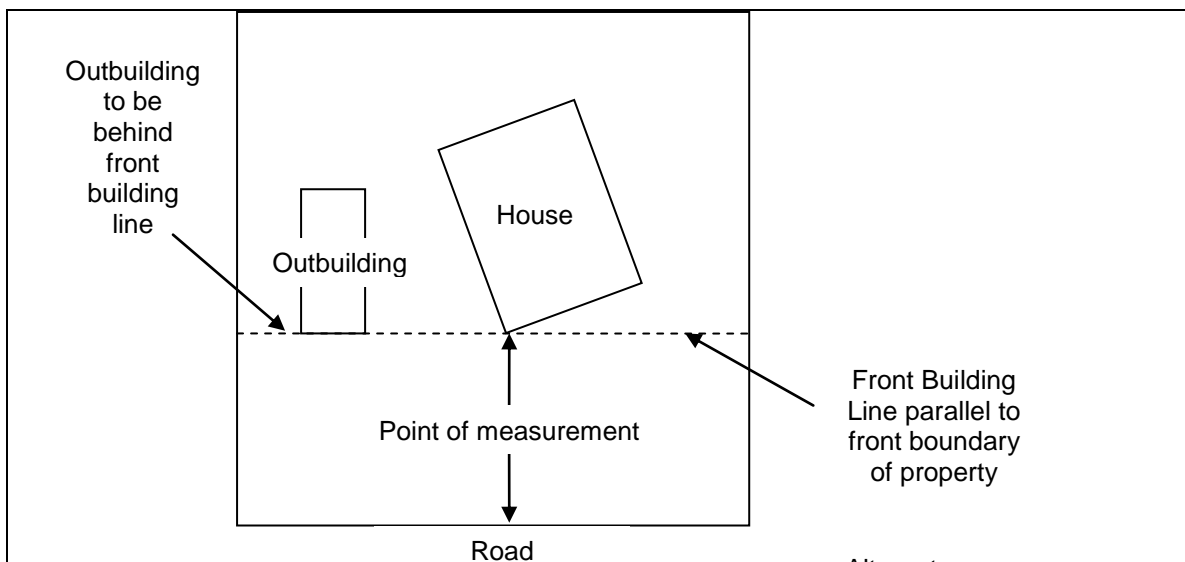 Outbuilding
to be
behind
front
building
line
House
Outbuilding
Point of measurement
Front Building
Line parallel to
front boundary
of property
Road